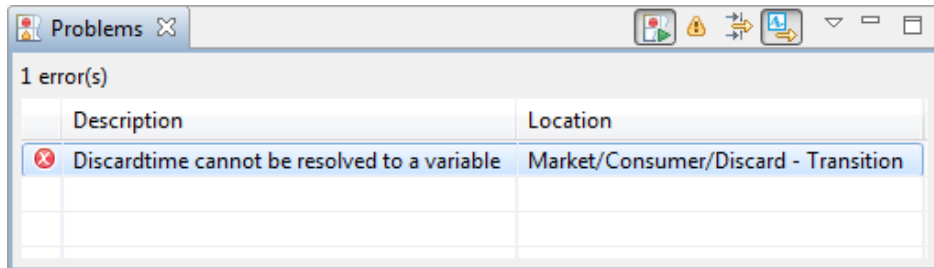 Problems
1 error(s)
Description Location
Discardtime cannot be resolved to a variable Market/Consumer/Discard - Transition